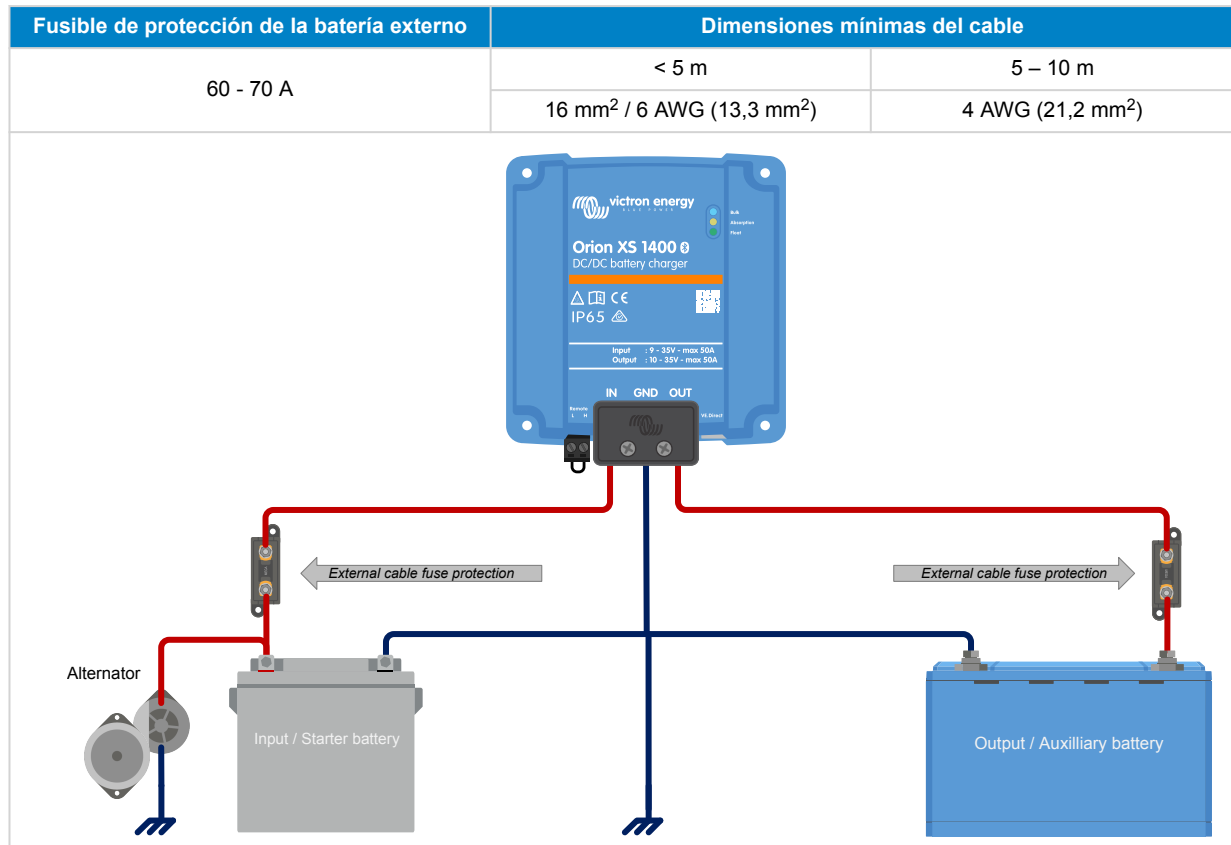 Fusible de protección de la batería externo
Dimensiones mínimas del cable
60 - 70 A
< 5 m
5 – 10 m
16 mm² / 6 AWG (13,3 mm²)
4 AWG (21,2 mm²)
victron energy
BLUE POWER
Bulk
Absorption
Float
Orion XS 1400
DC/DC battery charger
CE
IP65
Input : 9 - 35V - max 50A
Output : 10 - 35V - max 50A
IN GND OUT
Remote
L H
VE.Direct
External cable fuse protection
External cable fuse protection
Alternator
Input / Starter battery
Output / Auxilliary battery